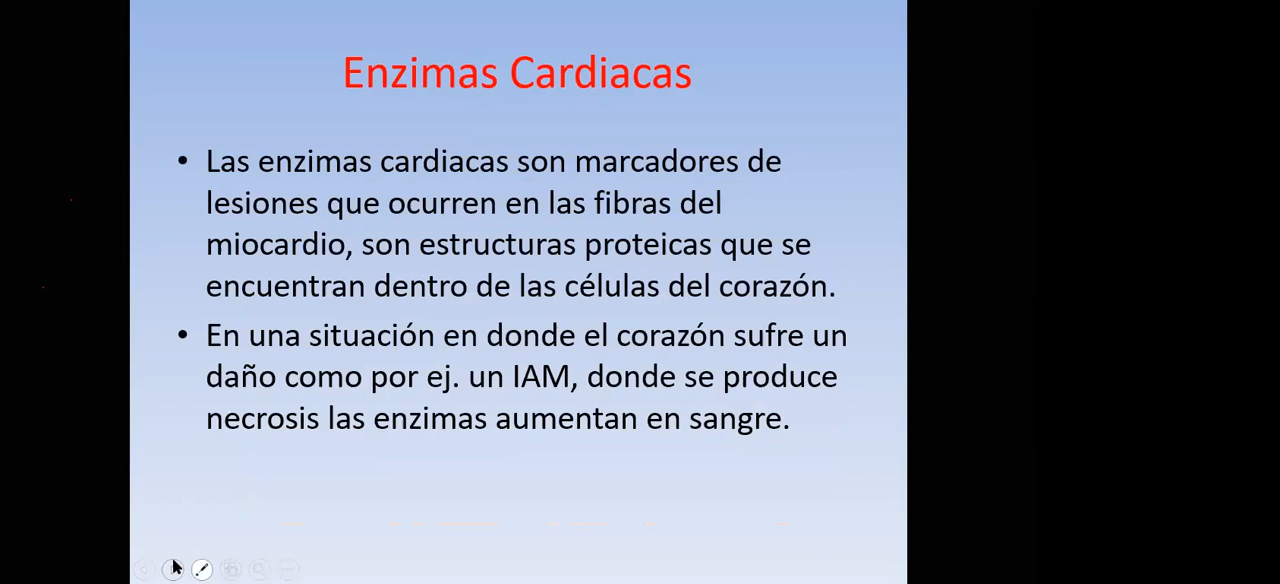 Enzimas Cardiacas
• Las enzimas cardiacas son marcadores de
lesiones que ocurren en las fibras del
miocardio, son estructuras proteicas que se
encuentran dentro de las células del corazón.
• En una situación en donde el corazón sufre un
daño como por ej. un IAM, donde se produce
necrosis las enzimas aumentan en sangre.